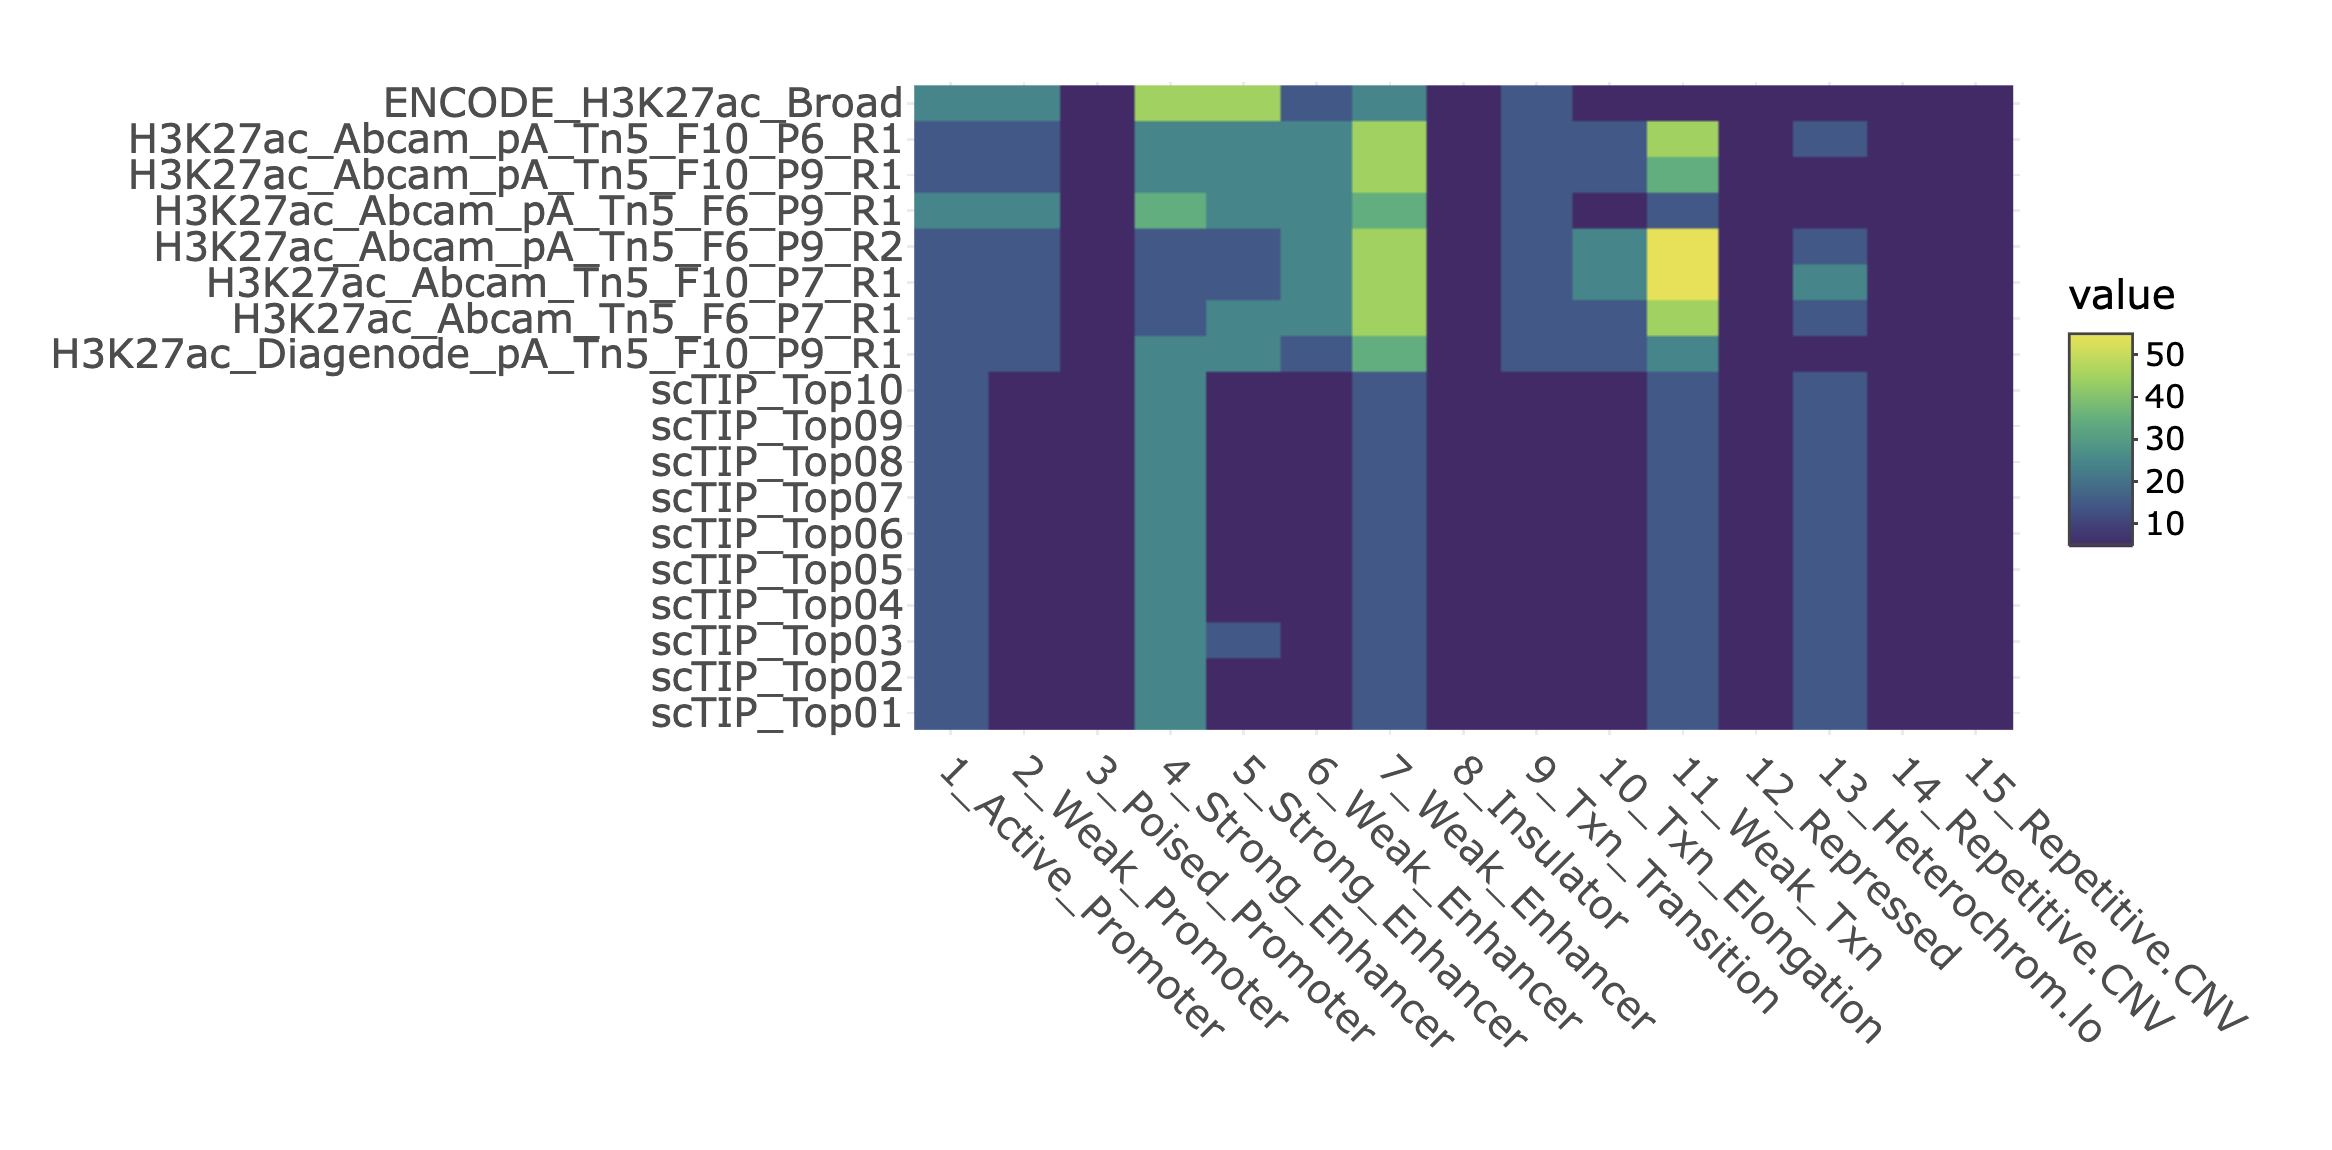 ENCODE_H3K27ac_Broad
H3K27ac_Abcam_pA_Tn5_F10_P6_R1
H3K27ac_Abcam_pA_Tn5_F10_P9_R1
H3K27ac_Abcam_pA_Tn5_F6_P9_R1
H3K27ac_Abcam_pA_Tn5_F6_P9_R2
H3K27ac_Abcam_Tn5_F10_P7_R1
H3K27ac_Abcam_Tn5_F6_P7_R1
H3K27ac_Diagenode_pA_Tn5_F10_P9_R1
scTIP_Top10
scTIP_Top09
scTIP_Top08
scTIP_Top07
scTIP_Top06
scTIP_Top05
scTIP_Top04
scTIP_Top03
scTIP_Top02
scTIP_Top01
1_Active_Promoter
2_Weak_Promoter
3_Poised_Promoter
4_Strong_Enhancer
5_Strong_Enhancer
6_Weak_Enhancer
7_Weak_Enhancer
8_Insulator
9_Txn_Transition
10_Txn_Elongation
11_Weak_Txn
12_Repressed
13_Heterochrom.lo
14_Repetitive.CNV
15_Repetitive.CNV
value
50
40
30
20
10